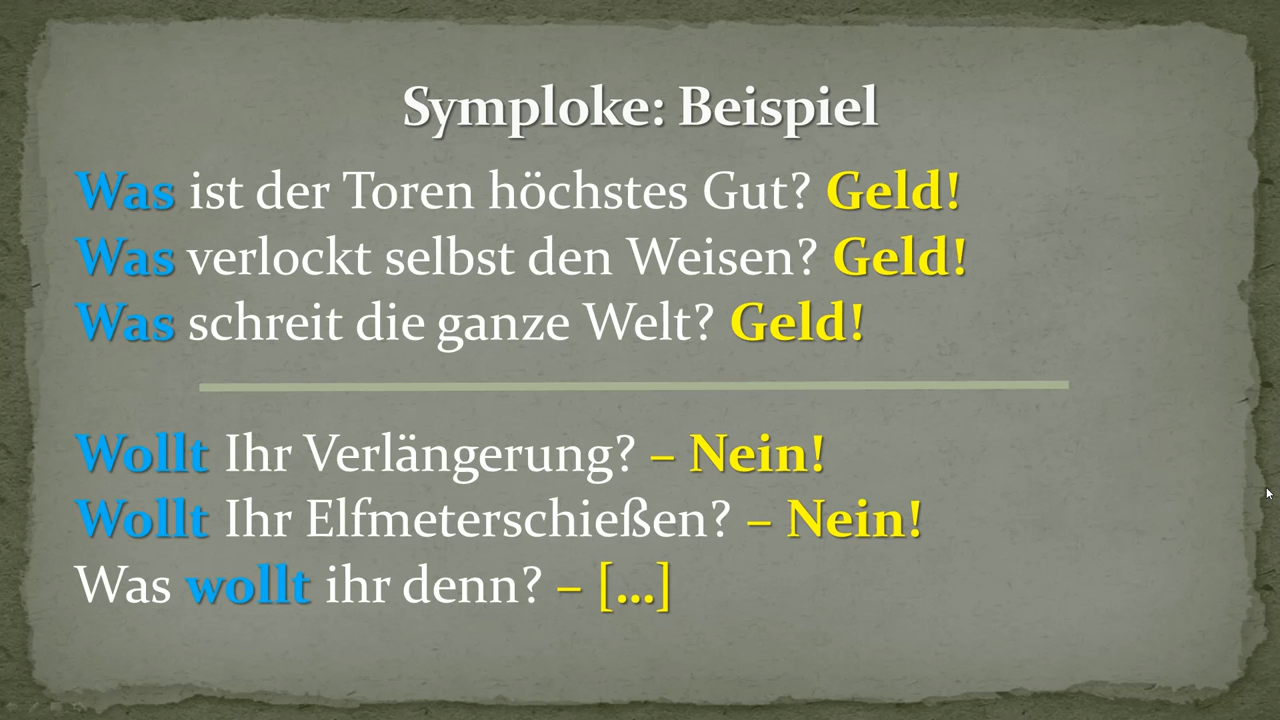 Symploke: Beispiel
Was ist der Toren höchstes Gut? Geld!
Was verlockt selbst den Weisen? Geld!
Was schreit die ganze Welt? Geld!
Wollt Ihr Verlängerung? – Nein!
Wollt Ihr Elfmeterschießen? – Nein!
Was wollt ihr denn? – [...]